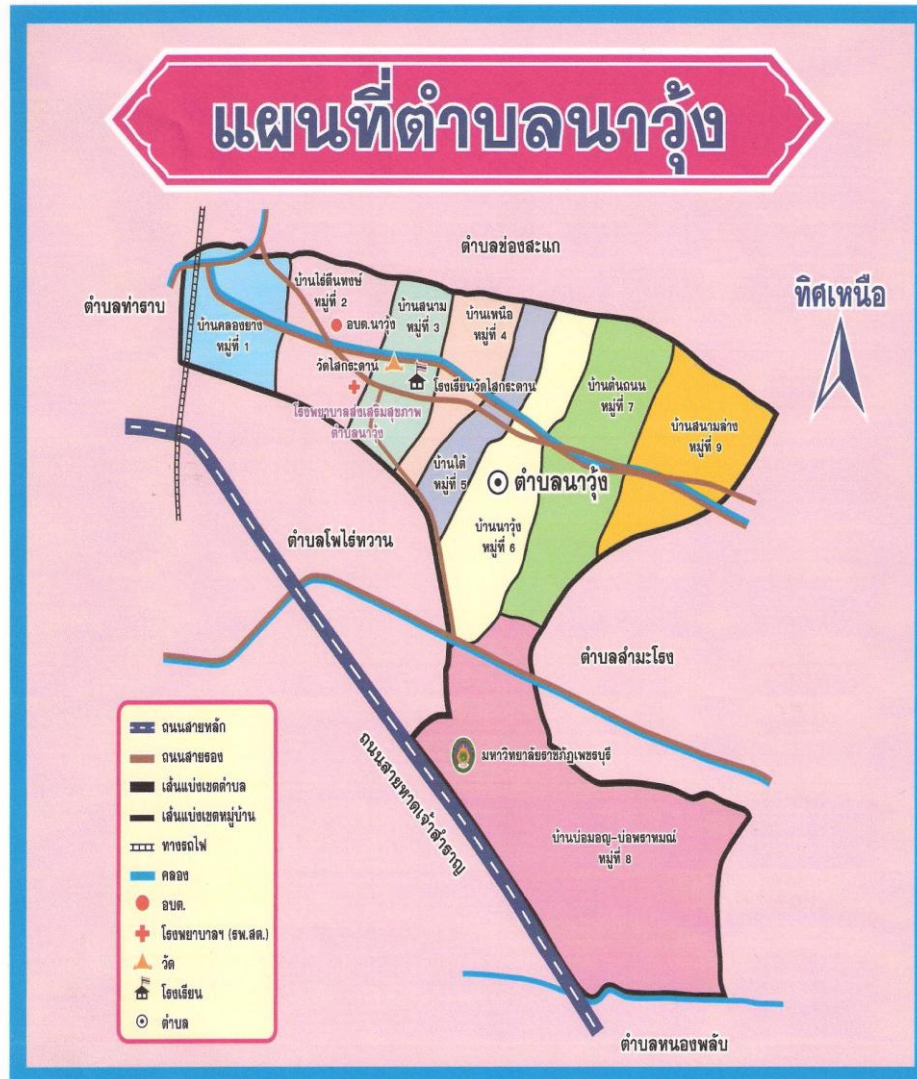 แผนที่ตำบลนาวุ้ง
ตำบลช่องสะแก
ทิศเหนือ
ตำบลท่าราบ
บ้านไร่ตีนทงษ์
หมู่ที่ 2
บ้านสนาม
หมู่ที่ 3
บ้านเหนือ
หมู่ที่ 4
บ้านคลองยาง
หมู่ที่ 1
อบต.นาวุ้ง
วัดไสกระดาน์
โรงเรียนวัดไสกระดาน
โรงพยาบาลส่งเสริมสุขภาพ
ตำบลนาวุ้ง
บ้านต้นถนน
หมู่ที่ 7
บ้านสนามล่าง
หมู่ที่ 9
บ้านใต้
หมู่ที่ 5
ตำบลนาวุ้ง
บ้านนาวุ้ง
หมู่ที่ 6
ตำบลโพไร่หวาน
ตำบลสำมะโรง
มหาวิทยาลัยราชภัฏเพชรบุรี
ถนนสายหาดเจ้าสำราญ
บ้านบ่อมอญ-บ่อพราหมณ์
หมู่ที่ 8
ถนนสายหลัก
ถนนสายรอง
เส้นแบ่งเขตตำบล
เส้นแบ่งเขตหมู่บ้าน
ทางรถไฟ
คลอง
อบต.
โรงพยาบาลฯ (รพ.สต.)
วัด
โรงเรียน
ตำบล
ตำบลหนองพลับ